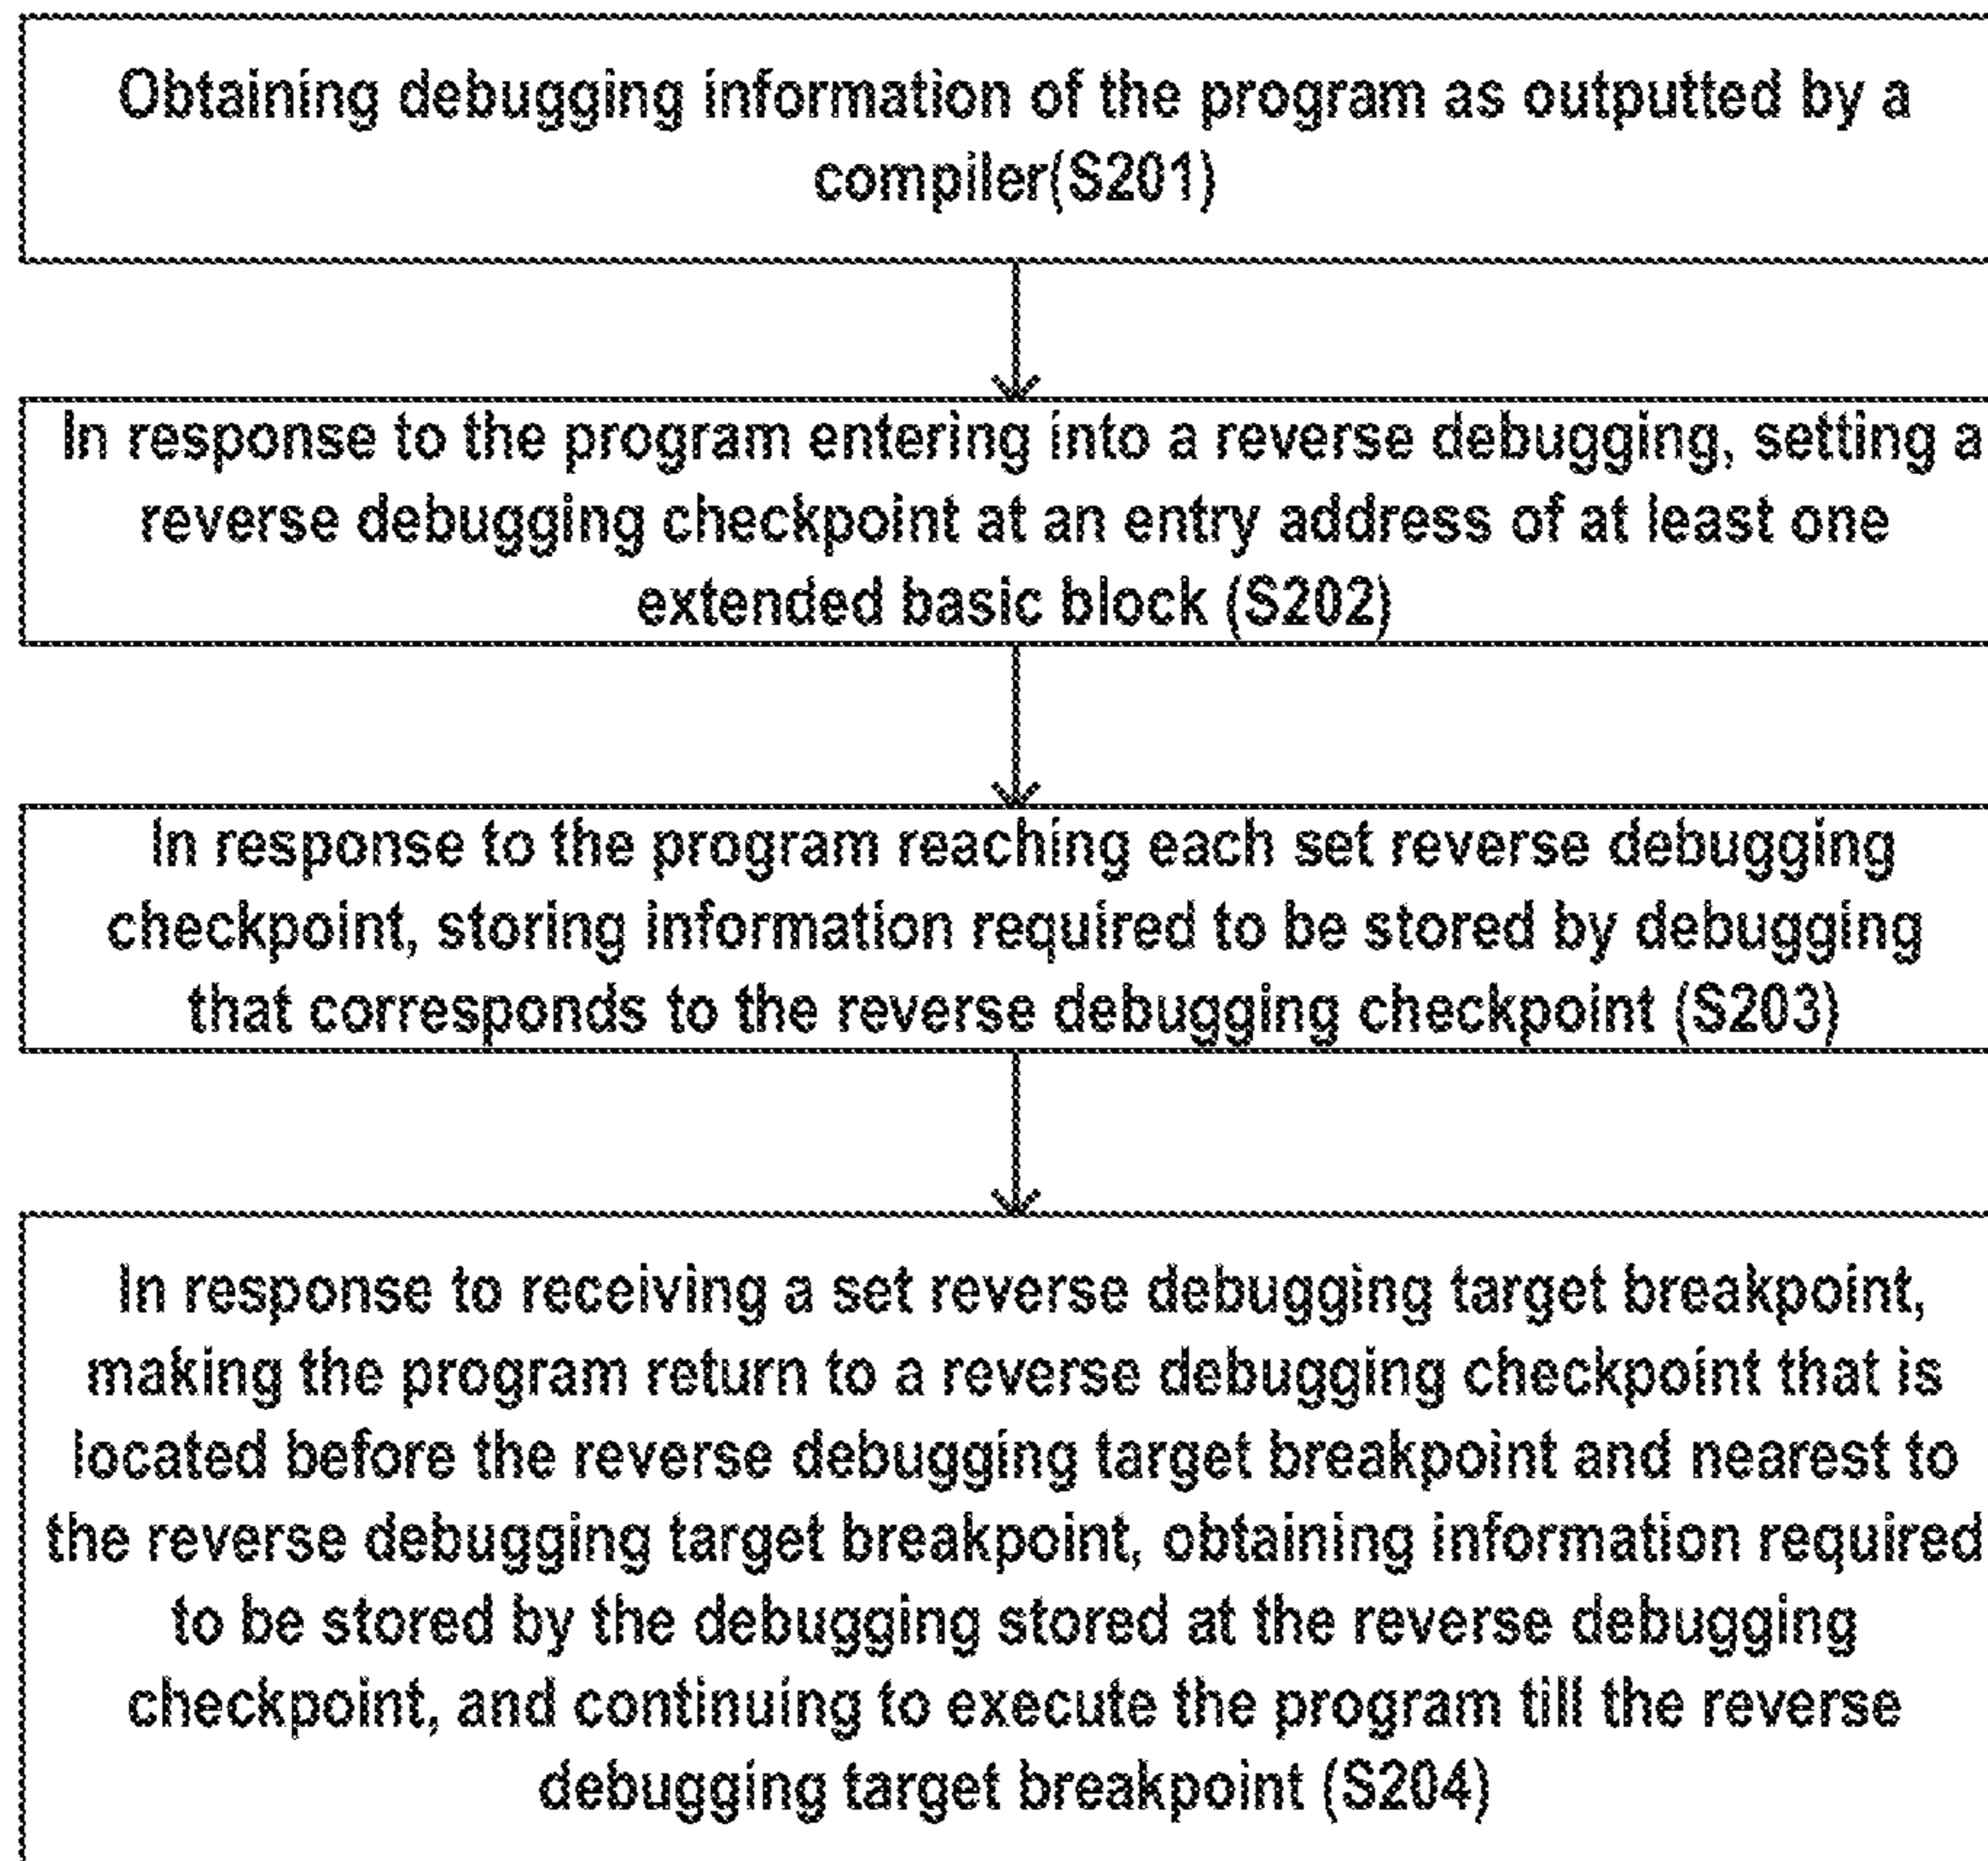 Obtaining debugging information of the program as outputted by a
compiler(S201)
In response to the program entering into a reverse debugging, setting a
reverse debugging checkpoint at an entry address of at least one
extended basic block (S202)
In response to the program reaching each set reverse debugging
checkpoint, storing information required to be stored by debugging
that corresponds to the reverse debugging checkpoint (S203)
In response to receiving a set reverse debugging target breakpoint,
making the program return to a reverse debugging checkpoint that is
located before the reverse debugging target breakpoint and nearest to
the reverse debugging target breakpoint, obtaining information required
to be stored by the debugging stored at the reverse debugging
checkpoint, and continuing to execute the program till the reverse
debugging target breakpoint (S204)